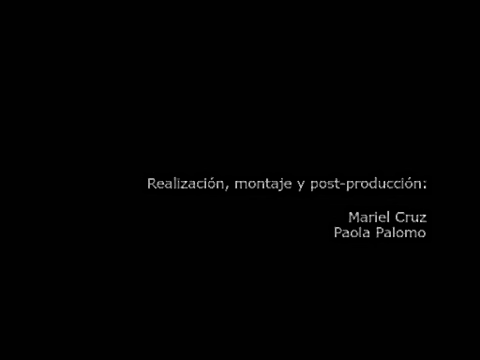 Realización, montaje y post-producción:
Mariel Cruz
Paola Palomo